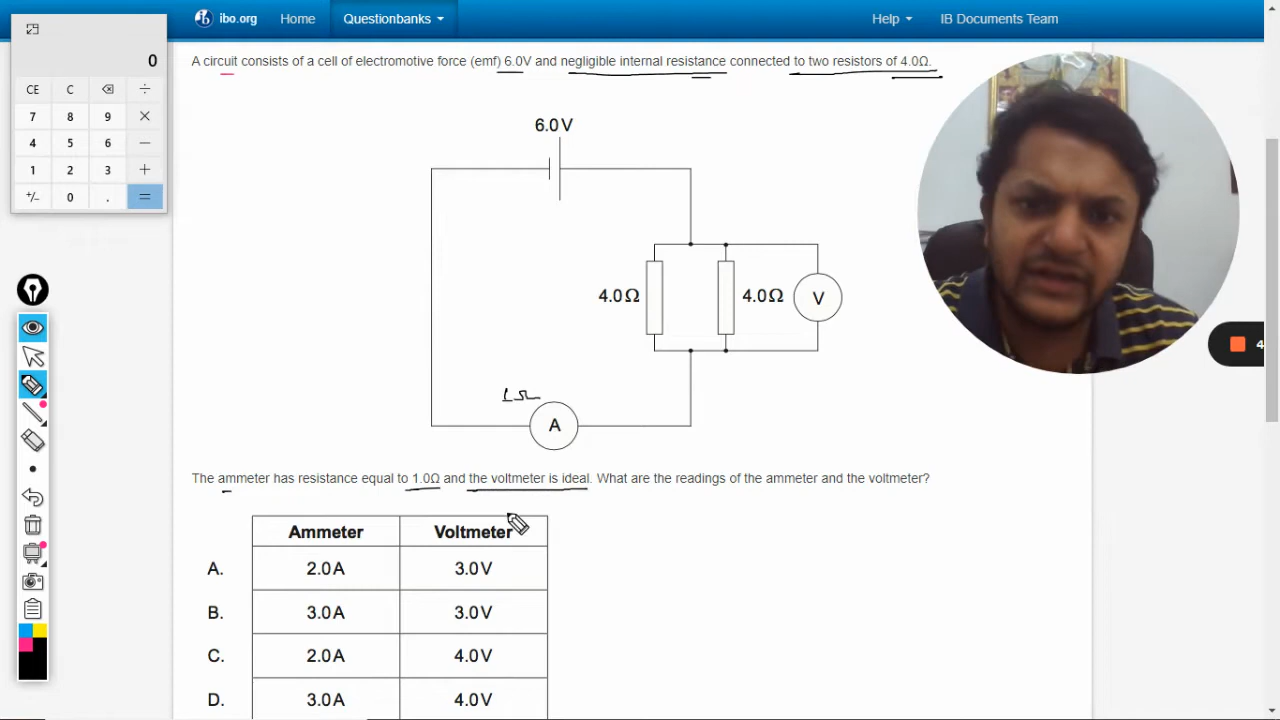 ibo.org Home Questionbanks Help IB Documents Team
0
CE C ÷
7 8 9 ×
4 5 6 −
1 2 3 +
+/− 0 . =
A circuit consists of a cell of electromotive force (emf) 6.0V and negligible internal resistance connected to two resistors of 4.0Ω.
6.0V
4.0Ω 4.0Ω V
1Ω
A
4
The ammeter has resistance equal to 1.0Ω and the voltmeter is ideal. What are the readings of the ammeter and the voltmeter?
Ammeter Voltmeter
A. 2.0A 3.0V
B. 3.0A 3.0V
C. 2.0A 4.0V
D. 3.0A 4.0V